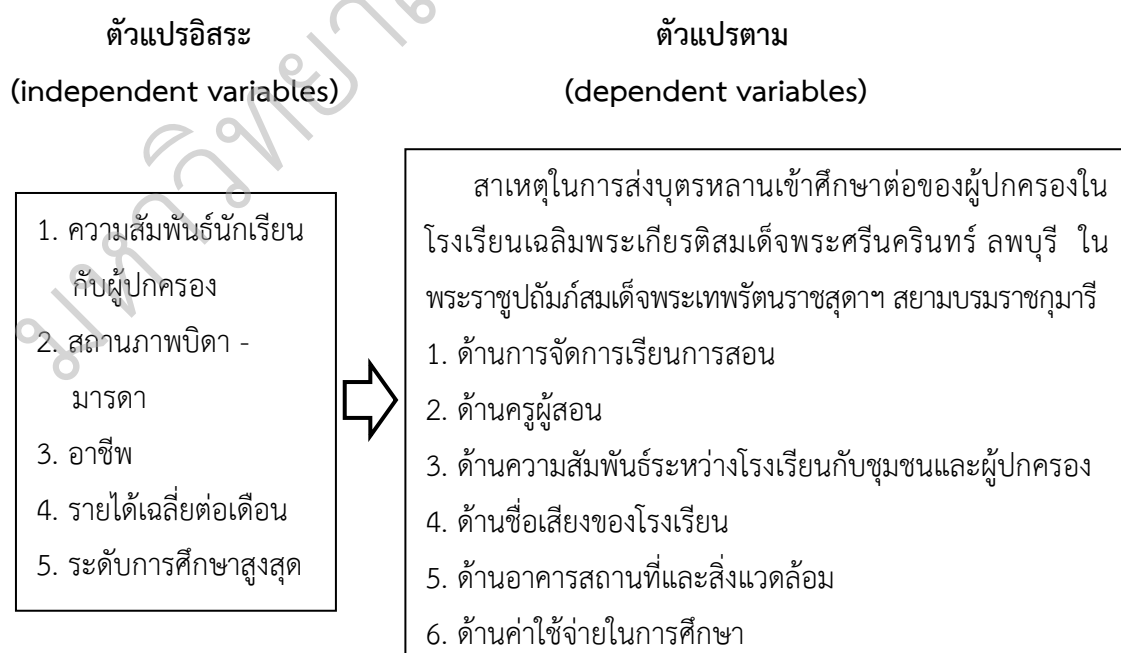 ตัวแปรอิสระ
(independent variables)
1. ความสัมพันธ์นักเรียน
กับผู้ปกครอง
2. สถานภาพบิดา -
มารดา
3. อาชีพ
4. รายได้เฉลี่ยต่อเดือน
5. ระดับการศึกษาสูงสุด
ตัวแปรตาม
(dependent variables)
สาเหตุในการส่งบุตรหลานเข้าศึกษาต่อของผู้ปกครองใน
โรงเรียนเฉลิมพระเกียรติสมเด็จพระศรีนครินทร์ ลพบุรี ใน
พระราชูปถัมภ์สมเด็จพระเทพรัตนราชสุดาฯ สยามบรมราชกุมารี
1. ด้านการจัดการเรียนการสอน
2. ด้านครูผู้สอน
3. ด้านความสัมพันธ์ระหว่างโรงเรียนกับชุมชนและผู้ปกครอง
4. ด้านชื่อเสียงของโรงเรียน
5. ด้านอาคารสถานที่และสิ่งแวดล้อม
6. ด้านค่าใช้จ่ายในการศึกษา